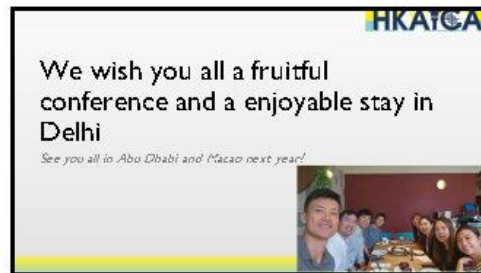 HKATCA
We wish you all a fruitful
conference and a enjoyable stay in
Delhi
See you all in Abu Dhabi and Macao next year!